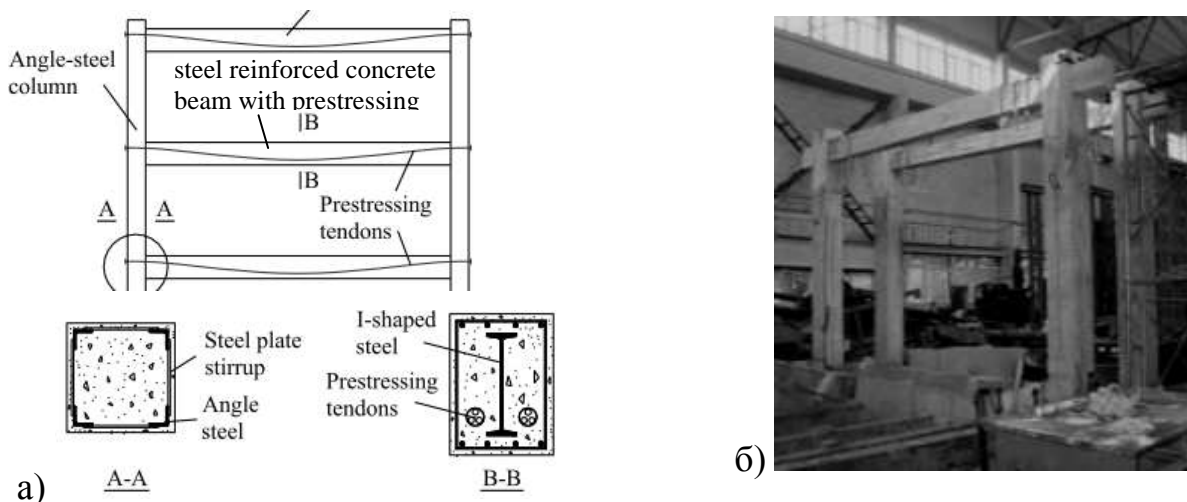 Angle-steel
column
steel reinforced concrete
beam with prestressing
B
B
A A
Prestressing
tendons
Steel plate
stirrup
Angle
steel
I-shaped
steel
Prestressing
tendons
а)
A-A
B-B
б)